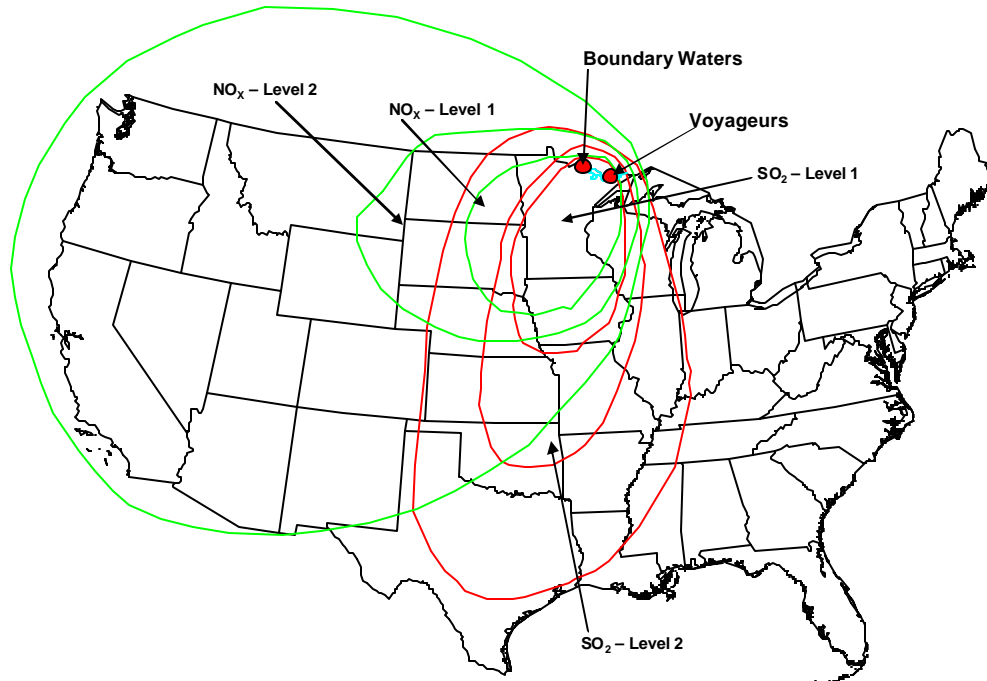 Boundary Waters
NOX – Level 2
NOX – Level 1
Voyageurs
SO2 – Level 1
SO2 – Level 2